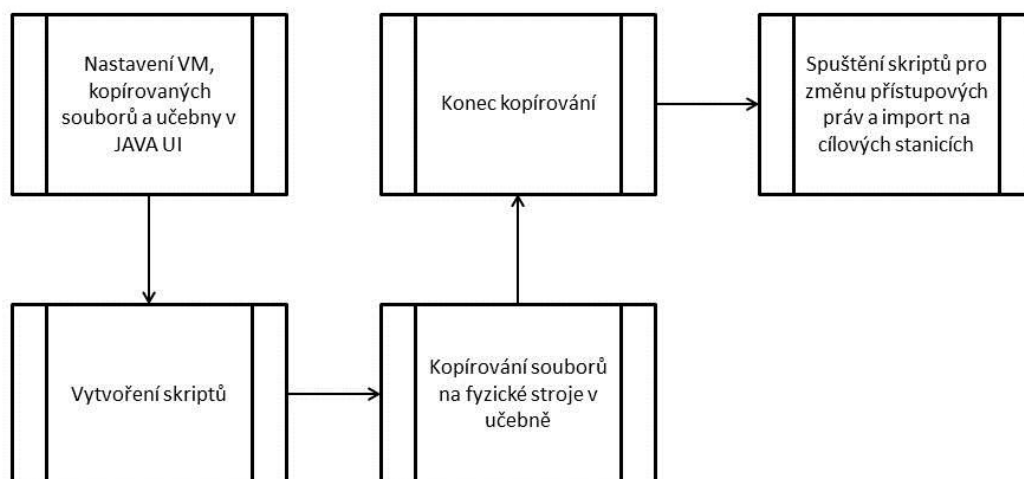 Nastavení VM,
kopírovaných
souborů a učebny v
JAVA UI
Vytvoření skriptů
Kopírování souborů
na fyzické stroje v
učebně
Konec kopírování
Spuštění skriptů pro
změnu přístupových
práv a import na
cílových stanicích